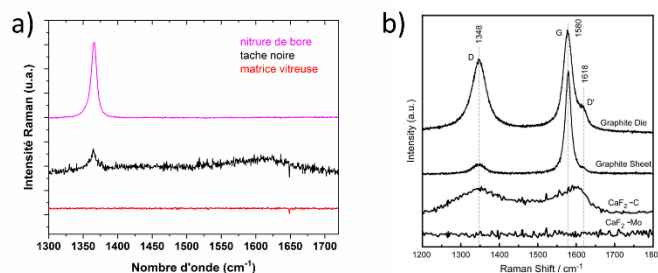 a)
nitrure de bore
tache noire
matrice vitreuse
Intensité Raman (u.a.)
1300 1350 1400 1450 1500 1550 1600 1650 1700
Nombre d'onde (cm⁻¹)
b)
1348
1580
1618
G
D
D'
Graphite Die
Graphite Sheet
CaF₂-C
CaF₂-Mo
Intensity (a.u.)
1200 1300 1400 1500 1600 1700 1800
Raman Shift / cm⁻¹